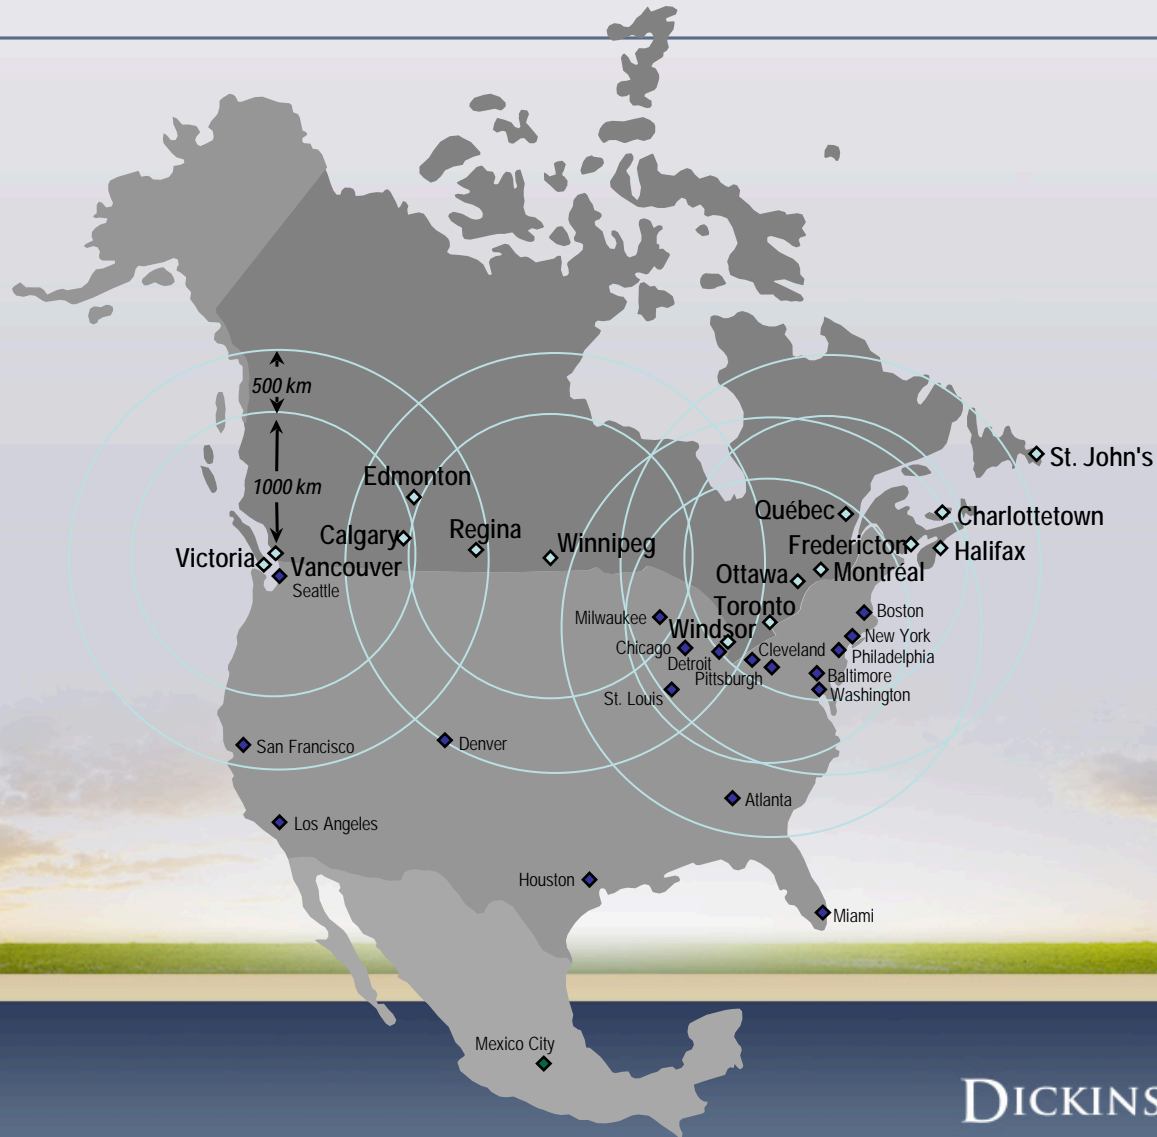 500 km
1000 km
St. John's
Edmonton
Québec
Charlottetown
Calgary
Regina
Winnipeg
Fredericton
Halifax
Victoria
Vancouver
Ottawa
Montréal
Seattle
Toronto
Boston
Milwaukee
Windsor
New York
Chicago
Cleveland
Philadelphia
Detroit
Pittsburgh
Baltimore
St. Louis
Washington
San Francisco
Denver
Atlanta
Los Angeles
Houston
Miami
Mexico City
DICKINS